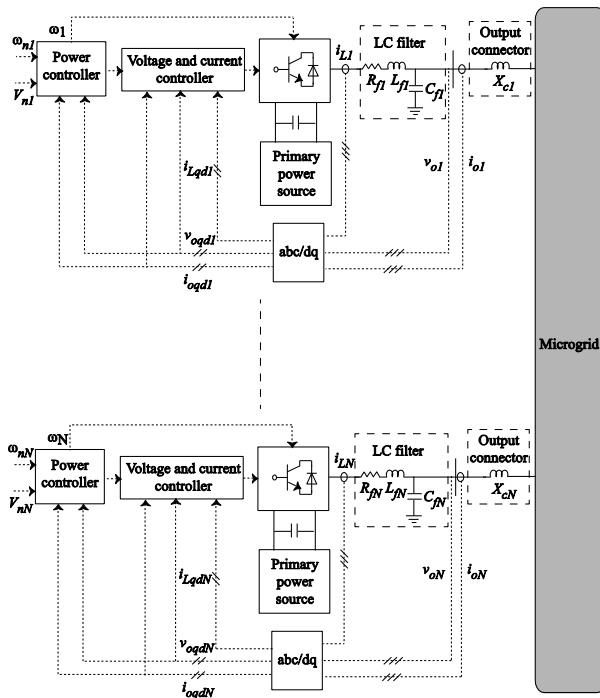 ω1
ωn1
Vn1
Power
controller
Voltage and current
controller
iL1
LC filter
Rf1 Lf1
Cf1
Output
connector
Xc1
Primary
power
source
iLqd1
voqd1
ioqd1
abc/dq
vo1
io1
Microgrid
ωN
ωnN
VnN
Power
controller
Voltage and current
controller
iLN
LC filter
RfN LfN
CfN
Output
connector
XcN
Primary
power
source
iLqdN
voqdN
ioqdN
abc/dq
voN
ioN